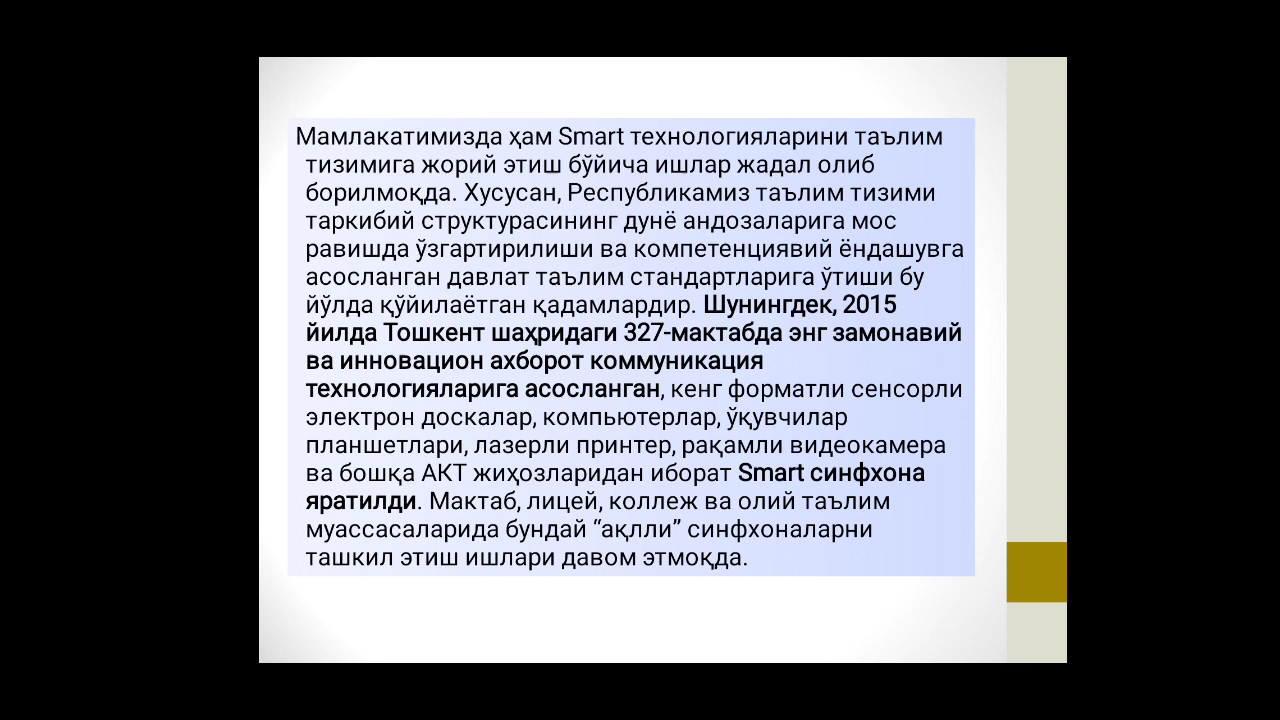 Мамлакатимизда ҳам Smart технологияларини таълим
тизимига жорий этиш бўйича ишлар жадал олиб
борилмоқда. Хусусан, Республикамиз таълим тизими
таркибий структурасининг дунё андозаларига мос
равишда ўзгартирилиши ва компетенциявий ёндашувга
асосланган давлат таълим стандартларига ўтиши бу
йўлда қўйилаётган қадамлардир. Шунингдек, 2015
йилда Тошкент шаҳридаги 327-мактабда энг замонавий
ва инновацион ахборот коммуникация
технологияларига асосланган, кенг форматли сенсорли
электрон доскалар, компьютерлар, ўқувчилар
планшетлари, лазерли принтер, рақамли видеокамера
ва бошқа АКТ жиҳозларидан иборат Smart синфхона
яратилди. Мактаб, лицей, коллеж ва олий таълим
муассасаларида бундай “ақлли” синфхоналарни
ташкил этиш ишлари давом этмоқда.